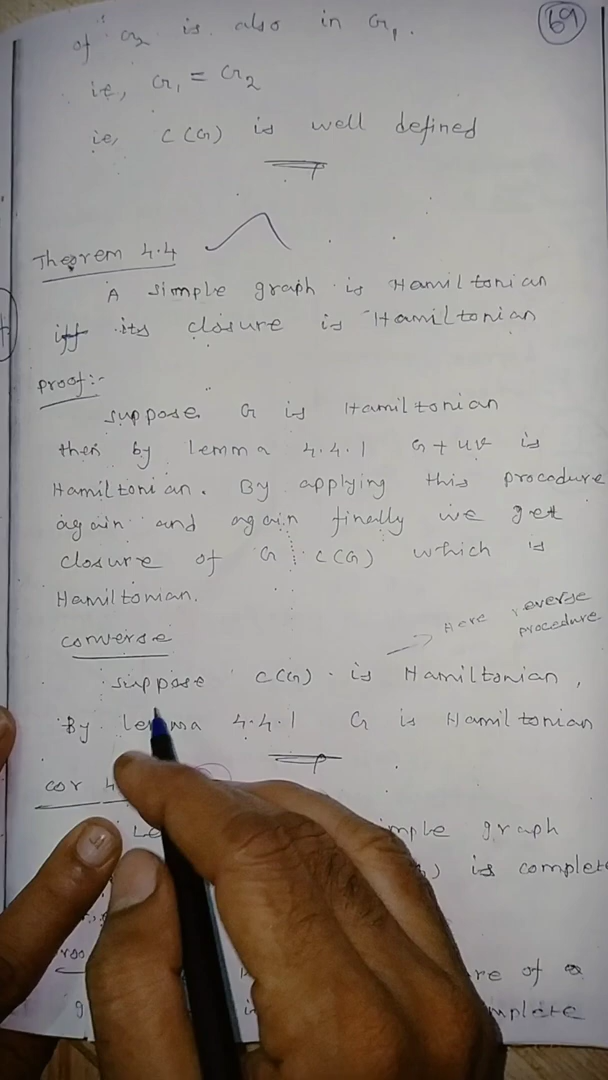 69
of G2 is also in G1.
ie, G1 = G2
ie, C(G) is well defined
Theorem 4.4
A simple graph is Hamiltonian
iff its closure is Hamiltonian
proof:-
suppose G is Hamiltonian
then by lemma 4.4.1 G+uv is
Hamiltonian. By applying this procedure
again and again finally we get
closure of G C(G) which is
Hamiltonian.
Here reverse
procedure
converse
suppose C(G) is Hamiltonian,
By lemma 4.4.1 G is Hamiltonian
cor 4
simple graph
is complete
of a
complete